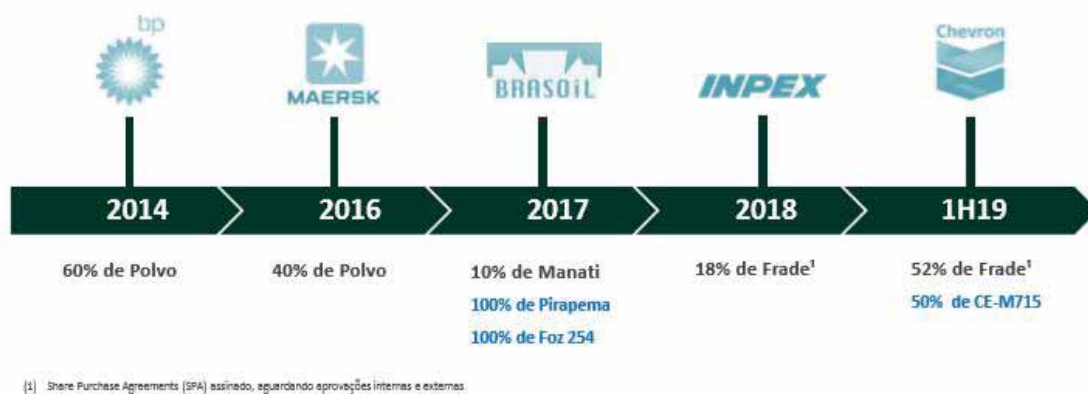 bp
MAERSK
BRASOIL
INPEX
Chevron
2014
2016
2017
2018
1H19
60% de Polvo
40% de Polvo
10% de Manati
100% de Pirapema
100% de Foz 254
18% de Frade¹
52% de Frade¹
50% de CE-M715
(1) Share Purchase Agreements (SPA) assinado, aguardando aprovações internas e externas